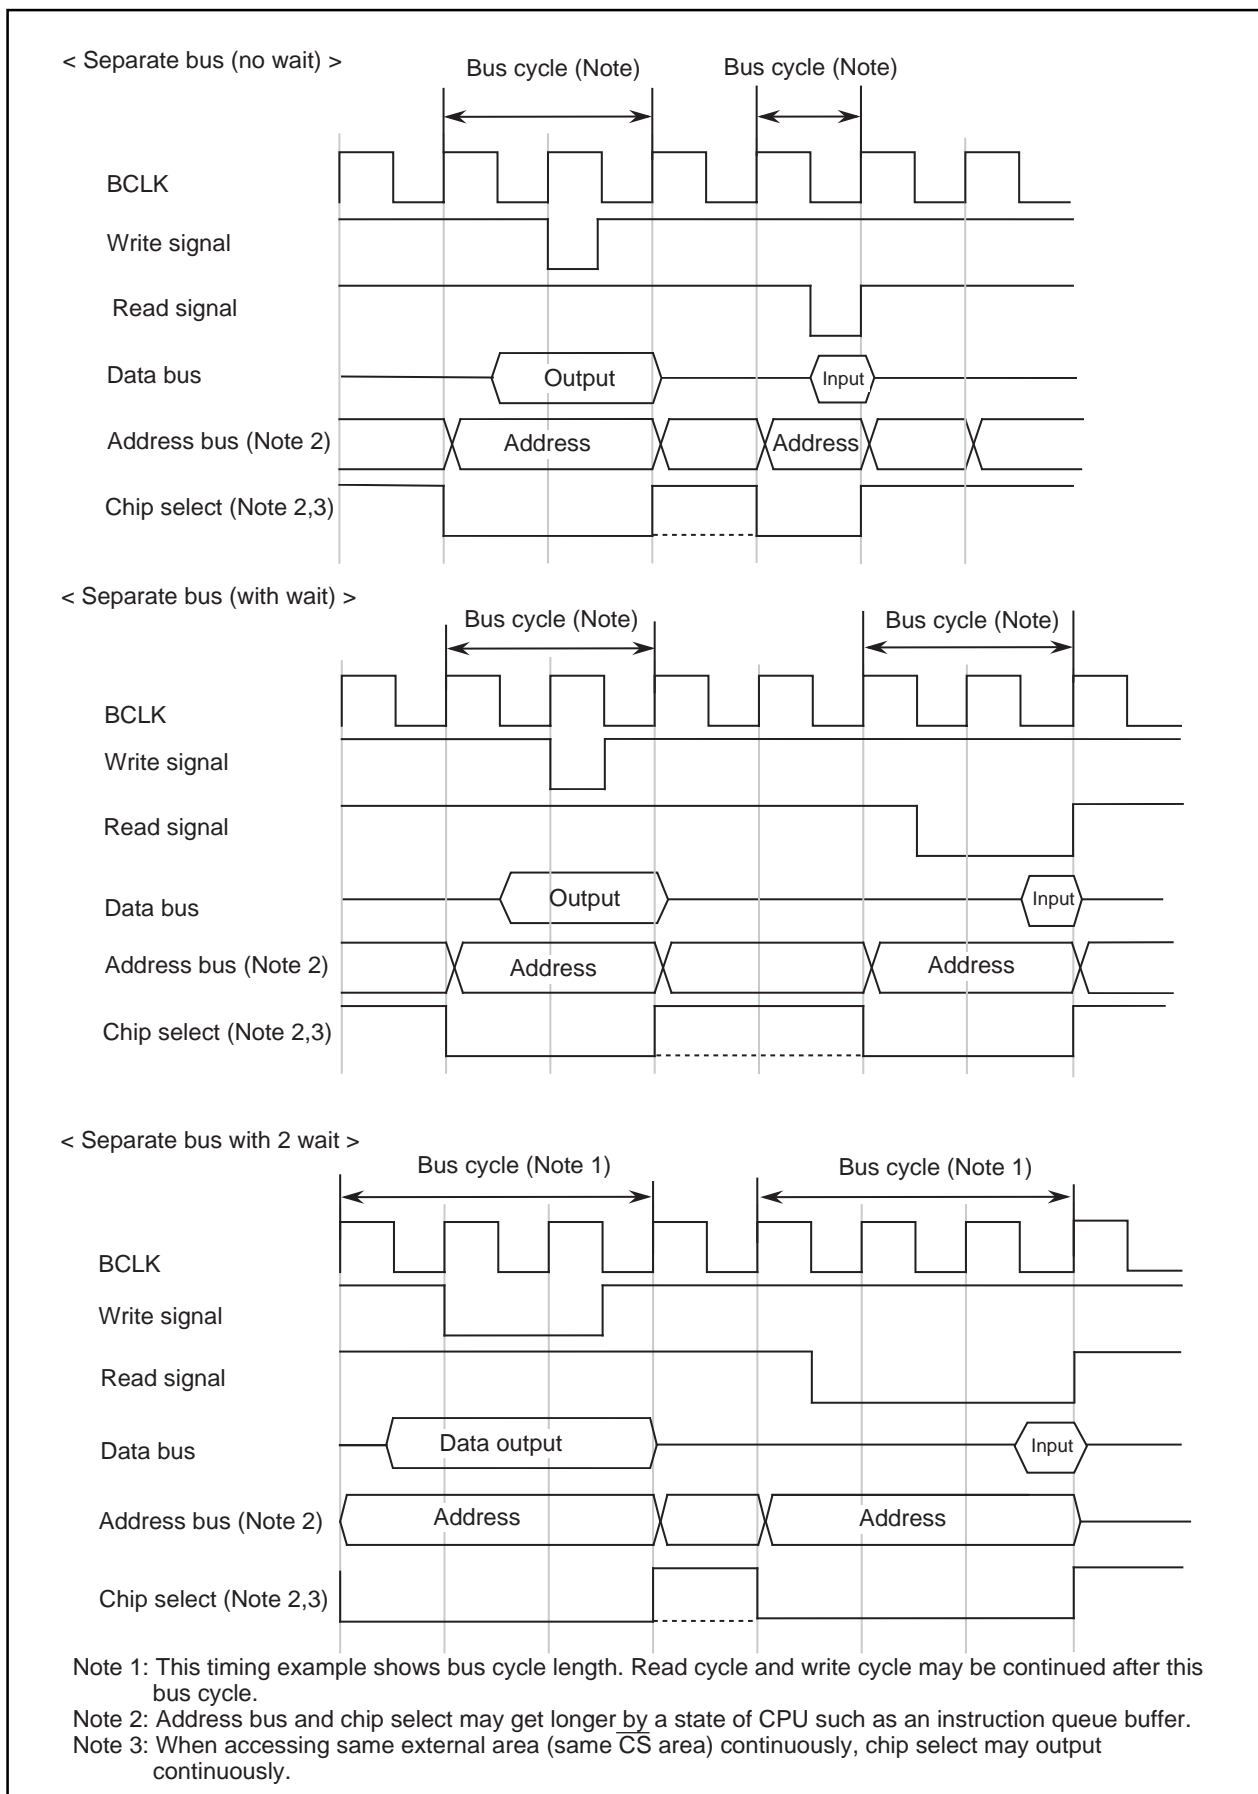 < Separate bus (no wait) >
Bus cycle (Note)
Bus cycle (Note)
BCLK
Write signal
Read signal
Data bus
Output
Input
Address bus (Note 2)
Address
Address
Chip select (Note 2,3)
< Separate bus (with wait) >
Bus cycle (Note)
Bus cycle (Note)
BCLK
Write signal
Read signal
Data bus
Output
Input
Address bus (Note 2)
Address
Address
Chip select (Note 2,3)
< Separate bus with 2 wait >
Bus cycle (Note 1)
Bus cycle (Note 1)
BCLK
Write signal
Read signal
Data bus
Data output
Input
Address bus (Note 2)
Address
Address
Chip select (Note 2,3)
Note 1: This timing example shows bus cycle length. Read cycle and write cycle may be continued after this
bus cycle.
Note 2: Address bus and chip select may get longer by a state of CPU such as an instruction queue buffer.
Note 3: When accessing same external area (same C̅S̅ area) continuously, chip select may output
continuously.